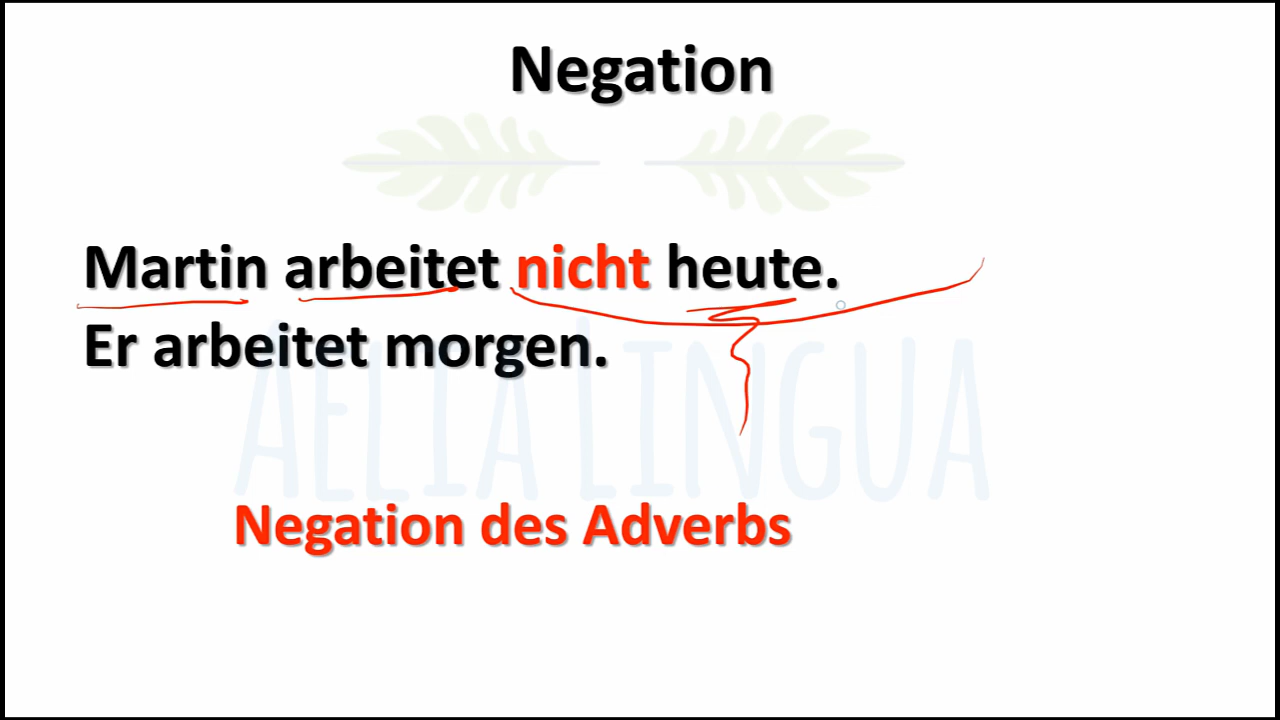 Negation
Martin arbeitet nicht heute.
Er arbeitet morgen.
AELIA LINGUA
Negation des Adverbs